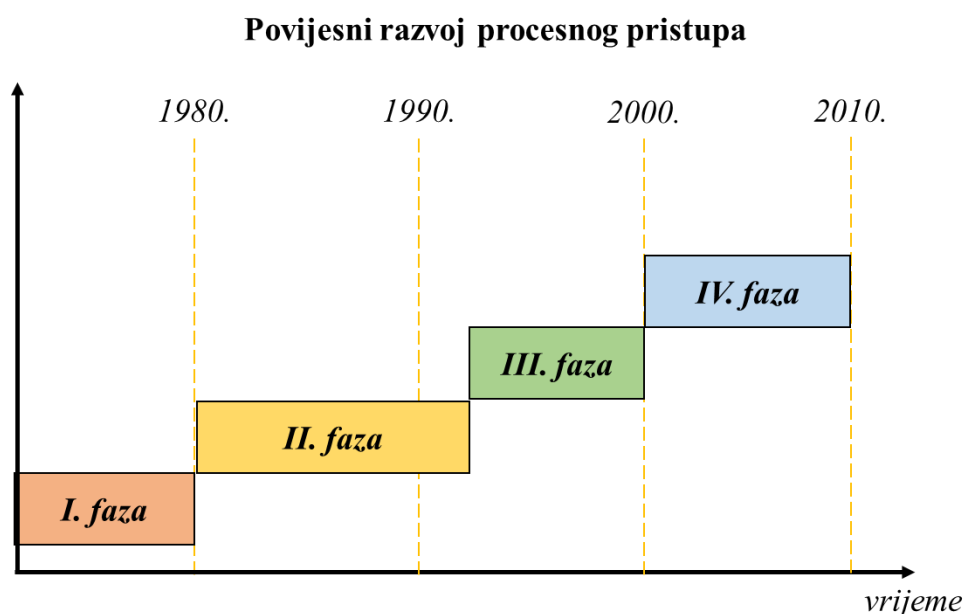 Povijesni razvoj procesnog pristupa
1980.
1990.
2000.
2010.
IV. faza
III. faza
II. faza
I. faza
vrijeme